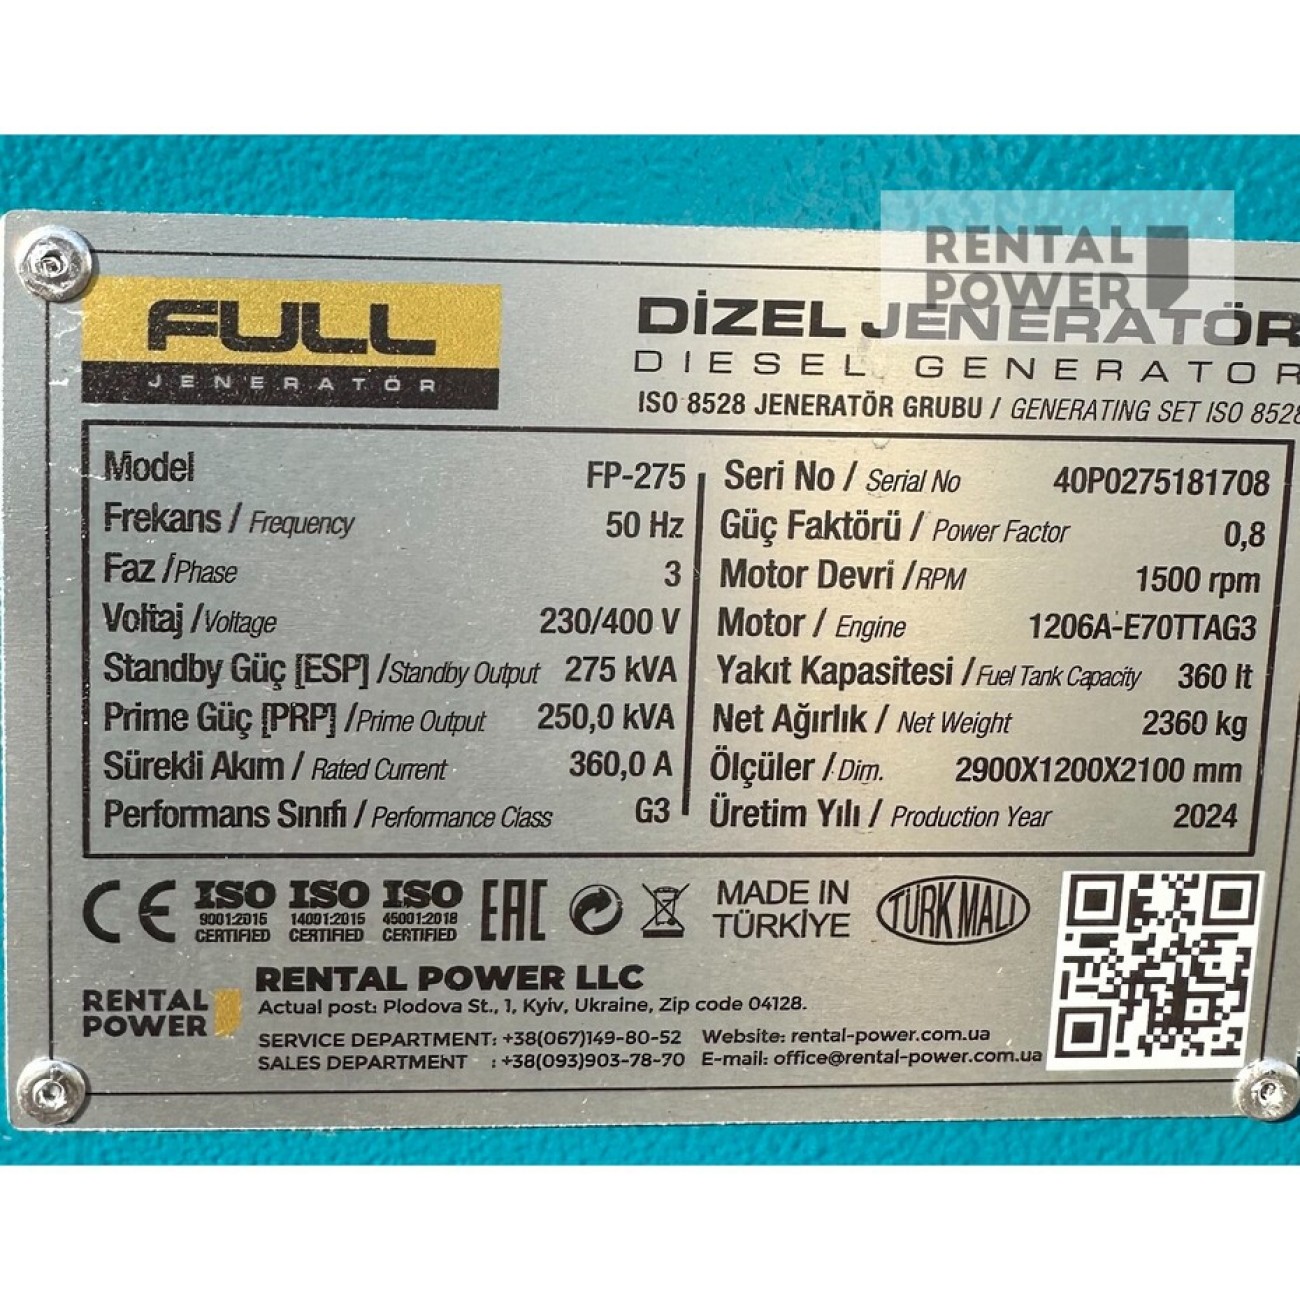 RENTAL
POWER
FULL
JENERATÖR
DİZEL JENERATÖR
DIESEL GENERATOR
ISO 8528 JENERATÖR GRUBU / GENERATING SET ISO 8528
Model FP-275
Frekans / Frequency 50 Hz
Faz / Phase 3
Voltaj / Voltage 230/400 V
Standby Güç [ESP] / Standby Output 275 kVA
Prime Güç [PRP] / Prime Output 250,0 kVA
Sürekli Akım / Rated Current 360,0 A
Performans Sınıfı / Performance Class G3
Seri No / Serial No 40P0275181708
Güç Faktörü / Power Factor 0,8
Motor Devri / RPM 1500 rpm
Motor / Engine 1206A-E70TTAG3
Yakıt Kapasitesi / Fuel Tank Capacity 360 lt
Net Ağırlık / Net Weight 2360 kg
Ölçüler / Dim. 2900X1200X2100 mm
Üretim Yılı / Production Year 2024
CE
ISO 9001:2015 CERTIFIED
ISO 14001:2015 CERTIFIED
ISO 45001:2018 CERTIFIED
EAC
MADE IN
TÜRKİYE
TÜRK MALI
RENTAL
POWER
RENTAL POWER LLC
Actual post: Plodova St., 1, Kyiv, Ukraine, Zip code 04128.
SERVICE DEPARTMENT: +38(067)149-80-52 Website: rental-power.com.ua
SALES DEPARTMENT : +38(093)903-78-70 E-mail: office@rental-power.com.ua